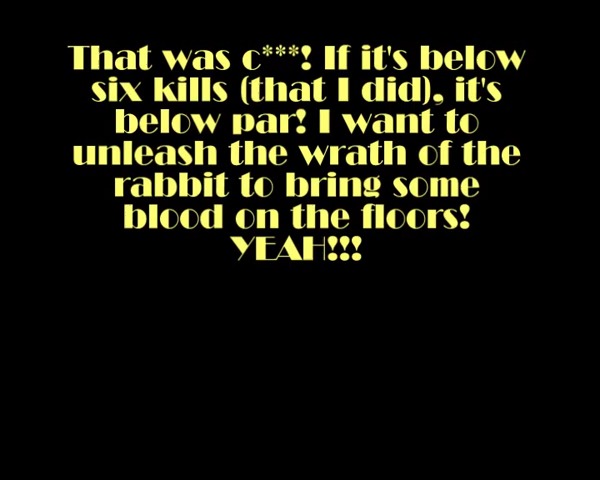 That was c***! If it's below
six kills (that I did), it's
below par! I want to
unleash the wrath of the
rabbit to bring some
blood on the floors!
YEAH!!!